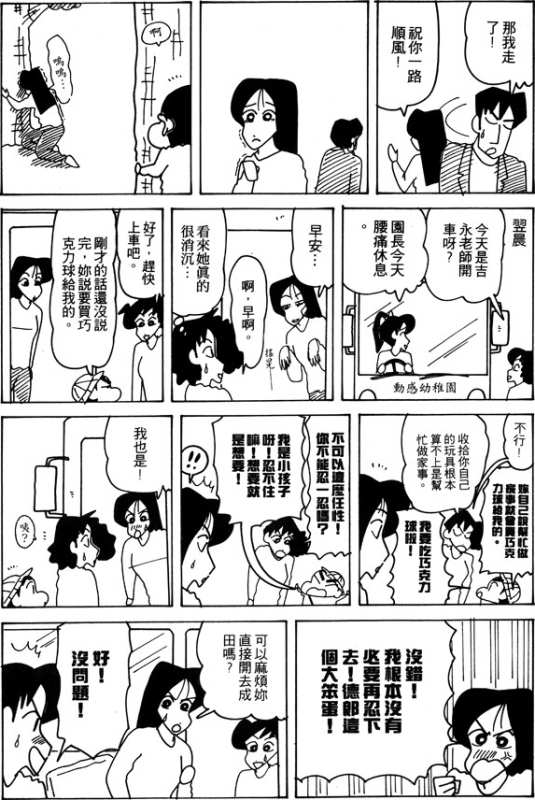 那我走
了！
祝你一路
順風！
啊
嗚嗚…
翌晨
今天是吉
永老師開
車呀？
園長今天
腰痛休息
。
動感幼稚園
早安…
啊，早啊。
搖晃
看來她真的
很消沉…
好了，趕快
上車吧。
剛才的話還沒說
完，妳說要買巧
克力球給我的。
不行！
妳自己說幫忙做
家事就會買巧克
力球給我的。
收拾你自己
的玩具根本
算不上是幫
忙做家事。
我要吃巧克力
球啦！
不可以這麼任性！
你不能忍一忍嗎？
我是小孩子
呀！忍不住
嘛！想要就
是想要！
!!
我也是！
咦？
沒錯！
我根本沒有
必要再忍下
去！德郎這
個大笨蛋！
可以麻煩妳
直接開去成
田嗎？
好！
沒問題！